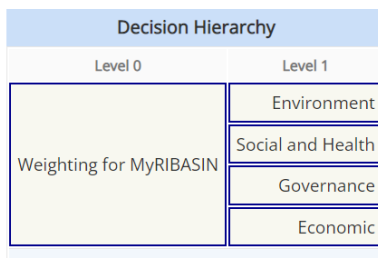 Decision Hierarchy
Level 0 Level 1
Environment
Social and Health
Weighting for MyRIBASIN
Governance
Economic